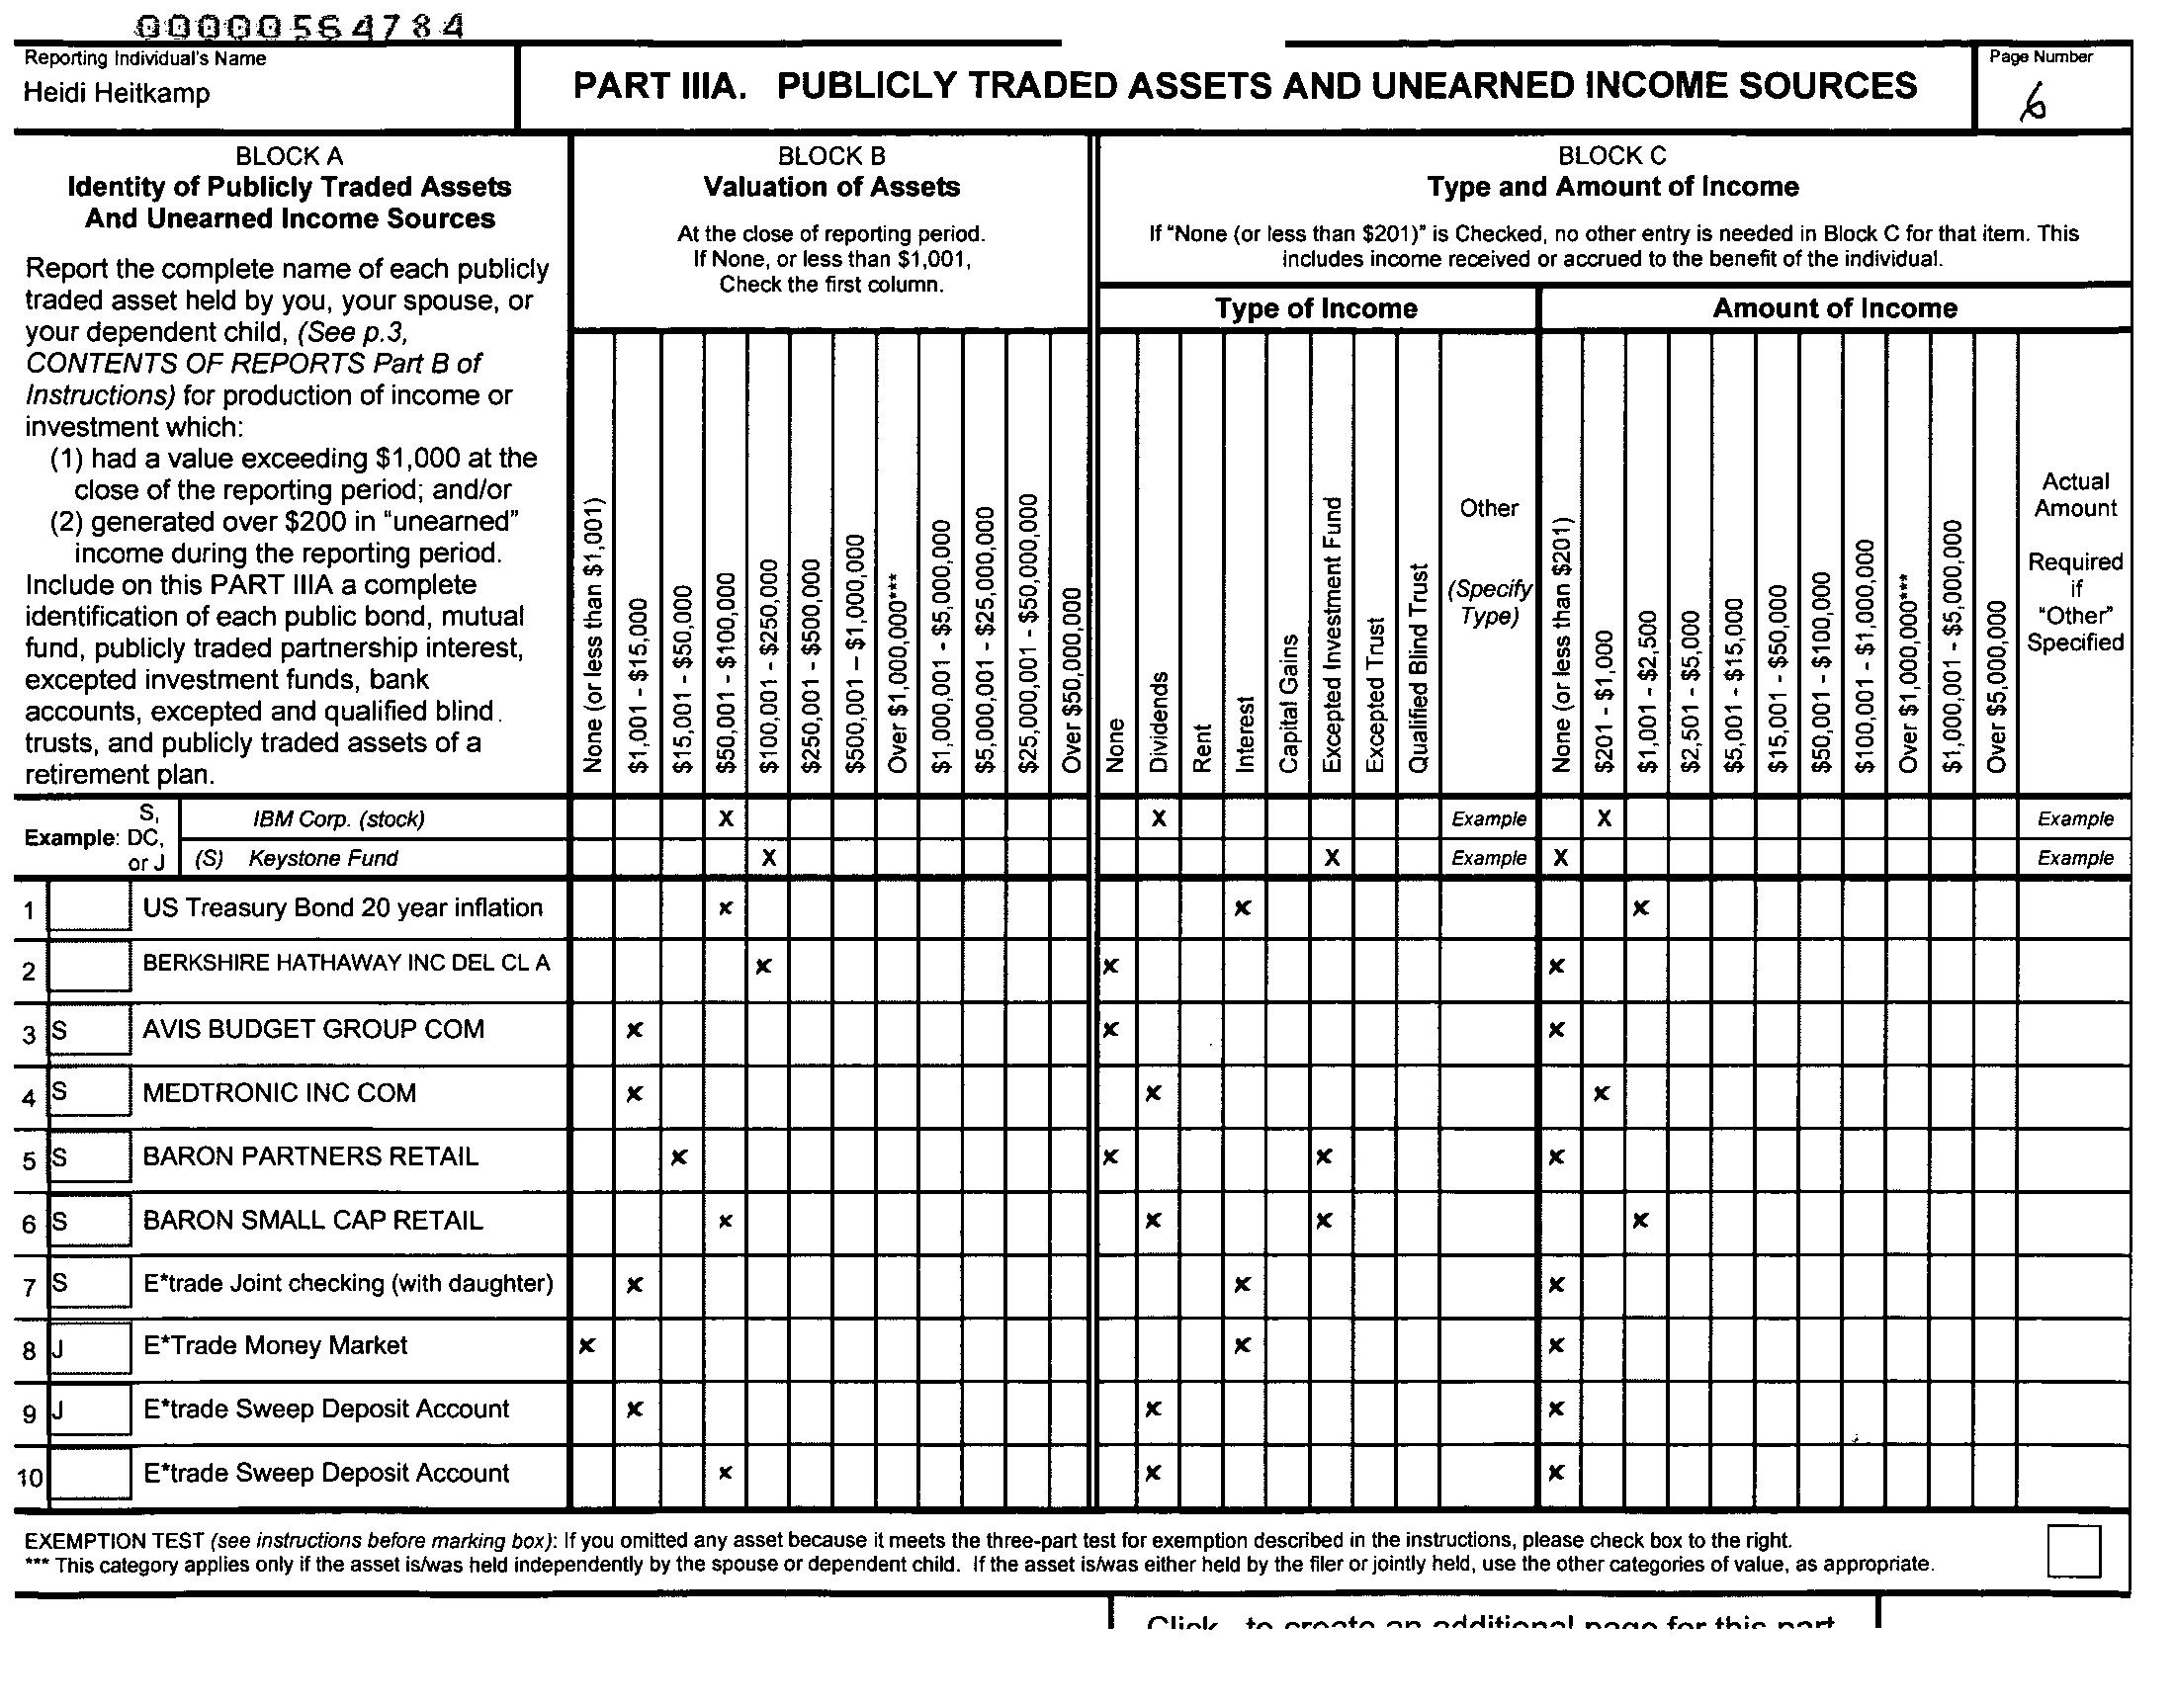 00000564784
Reporting Individual's Name
Heidi Heitkamp
PART IIIA. PUBLICLY TRADED ASSETS AND UNEARNED INCOME SOURCES
Page Number
6
BLOCK A
Identity of Publicly Traded Assets
And Unearned Income Sources
Report the complete name of each publicly
traded asset held by you, your spouse, or
your dependent child, (See p.3,
CONTENTS OF REPORTS Part B of
Instructions) for production of income or
investment which:
(1) had a value exceeding $1,000 at the
close of the reporting period; and/or
(2) generated over $200 in "unearned"
income during the reporting period.
Include on this PART IIIA a complete
identification of each public bond, mutual
fund, publicly traded partnership interest,
excepted investment funds, bank
accounts, excepted and qualified blind
trusts, and publicly traded assets of a
retirement plan.
BLOCK B
Valuation of Assets
At the close of reporting period.
If None, or less than $1,001,
Check the first column.
None (or less than $1,001)
$1,001 - $15,000
$15,001 - $50,000
$50,001 - $100,000
$100,001 - $250,000
$250,001 - $500,000
$500,001 – $1,000,000
Over $1,000,000***
$1,000,001 - $5,000,000
$5,000,001 - $25,000,000
$25,000,001 - $50,000,000
Over $50,000,000
BLOCK C
Type and Amount of Income
If "None (or less than $201)" is Checked, no other entry is needed in Block C for that item. This
includes income received or accrued to the benefit of the individual.
Type of Income
None
Dividends
Rent
Interest
Capital Gains
Excepted Investment Fund
Excepted Trust
Qualified Blind Trust
Other
(Specify
Type)
Amount of Income
None (or less than $201)
$201 - $1,000
$1,001 - $2,500
$2,501 - $5,000
$5,001 - $15,000
$15,001 - $50,000
$50,001 - $100,000
$100,001 - $1,000,000
Over $1,000,000***
$1,000,001 - $5,000,000
Over $5,000,000
Actual
Amount
Required
if
"Other"
Specified
Example: S,
DC,
or J
IBM Corp. (stock) X X Example X Example
(S) Keystone Fund X X Example X Example
1 US Treasury Bond 20 year inflation x x x
2 BERKSHIRE HATHAWAY INC DEL CL A x x x
3 S AVIS BUDGET GROUP COM x x x
4 S MEDTRONIC INC COM x x x
5 S BARON PARTNERS RETAIL x x x x
6 S BARON SMALL CAP RETAIL x x x x
7 S E*trade Joint checking (with daughter) x x x
8 J E*Trade Money Market x x x
9 J E*trade Sweep Deposit Account x x x
10 E*trade Sweep Deposit Account x x x
EXEMPTION TEST (see instructions before marking box): If you omitted any asset because it meets the three-part test for exemption described in the instructions, please check box to the right.
*** This category applies only if the asset is/was held independently by the spouse or dependent child. If the asset is/was either held by the filer or jointly held, use the other categories of value, as appropriate.
Click to create an additional page for this part